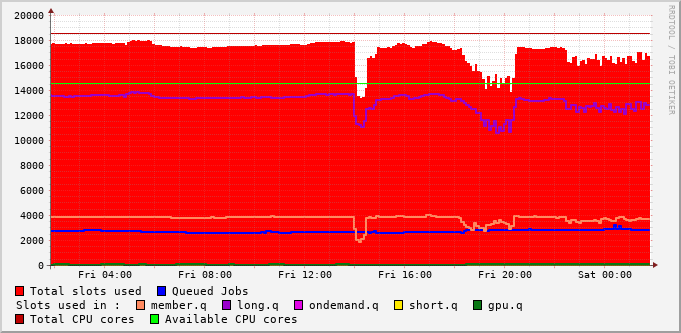 20000
18000
16000
14000
12000
10000
8000
6000
4000
2000
0
Fri 04:00 Fri 08:00 Fri 12:00 Fri 16:00 Fri 20:00 Sat 00:00
RRDTOOL / TOBI OETIKER
Total slots used Queued Jobs
Slots used in : member.q long.q ondemand.q short.q gpu.q
Total CPU cores Available CPU cores